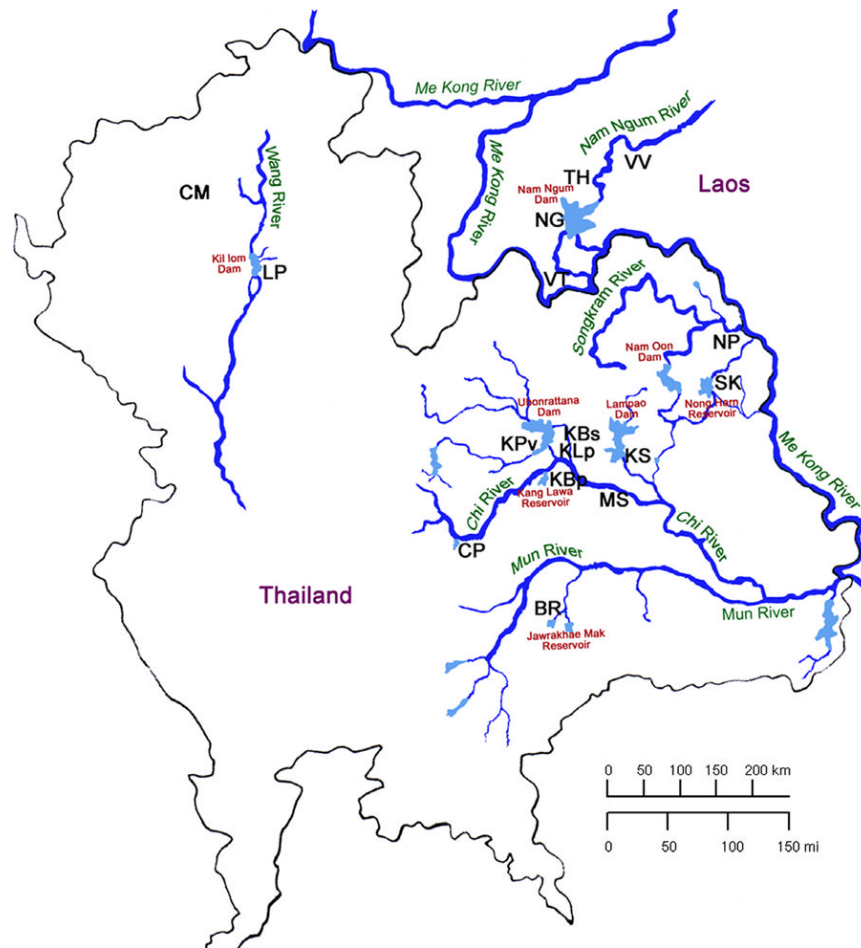 Me Kong River
Nam Ngum River
Wang River
Me Kong River
VV
TH
Laos
CM
Nam Ngum
Dam
NG
Kil lom
Dam
LP
VT
Songkram River
NP
Nam Oon
Dam
SK
Nong Harn
Reservoir
Ubonrattana
Dam
Lampao
Dam
KBs
KPv
KLp
KS
KBp
Kang Lawa
Reservoir
MS
Me Kong River
Chi River
Chi River
CP
Mun River
Thailand
BR
Mun River
Jawrakhae Mak
Reservoir
0 50 100 150 200 km
0 50 100 150 mi